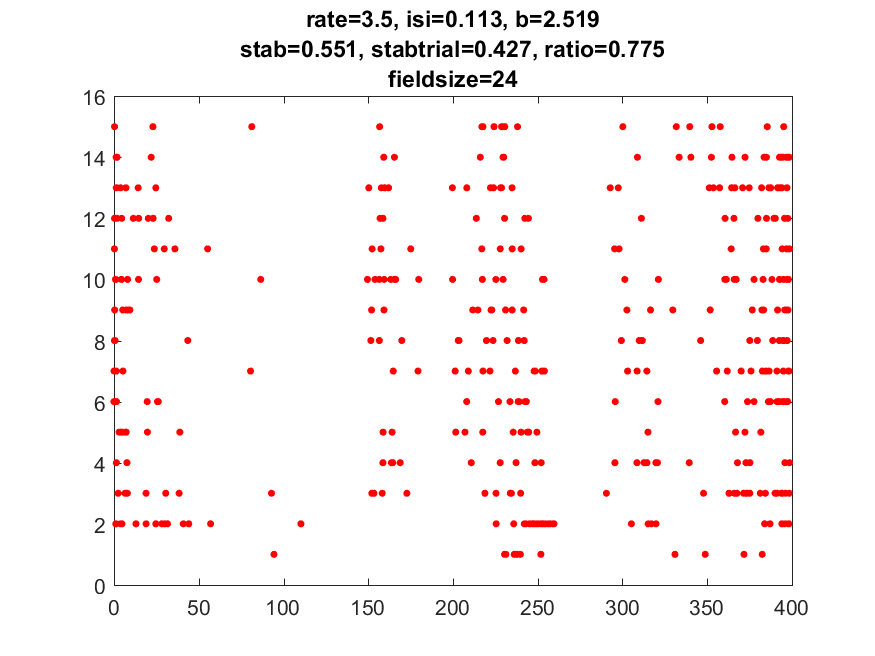 rate=3.5, isi=0.113, b=2.519
stab=0.551, stabtrial=0.427, ratio=0.775
fieldsize=24
16
14
12
10
8
6
4
2
0
0 50 100 150 200 250 300 350 400